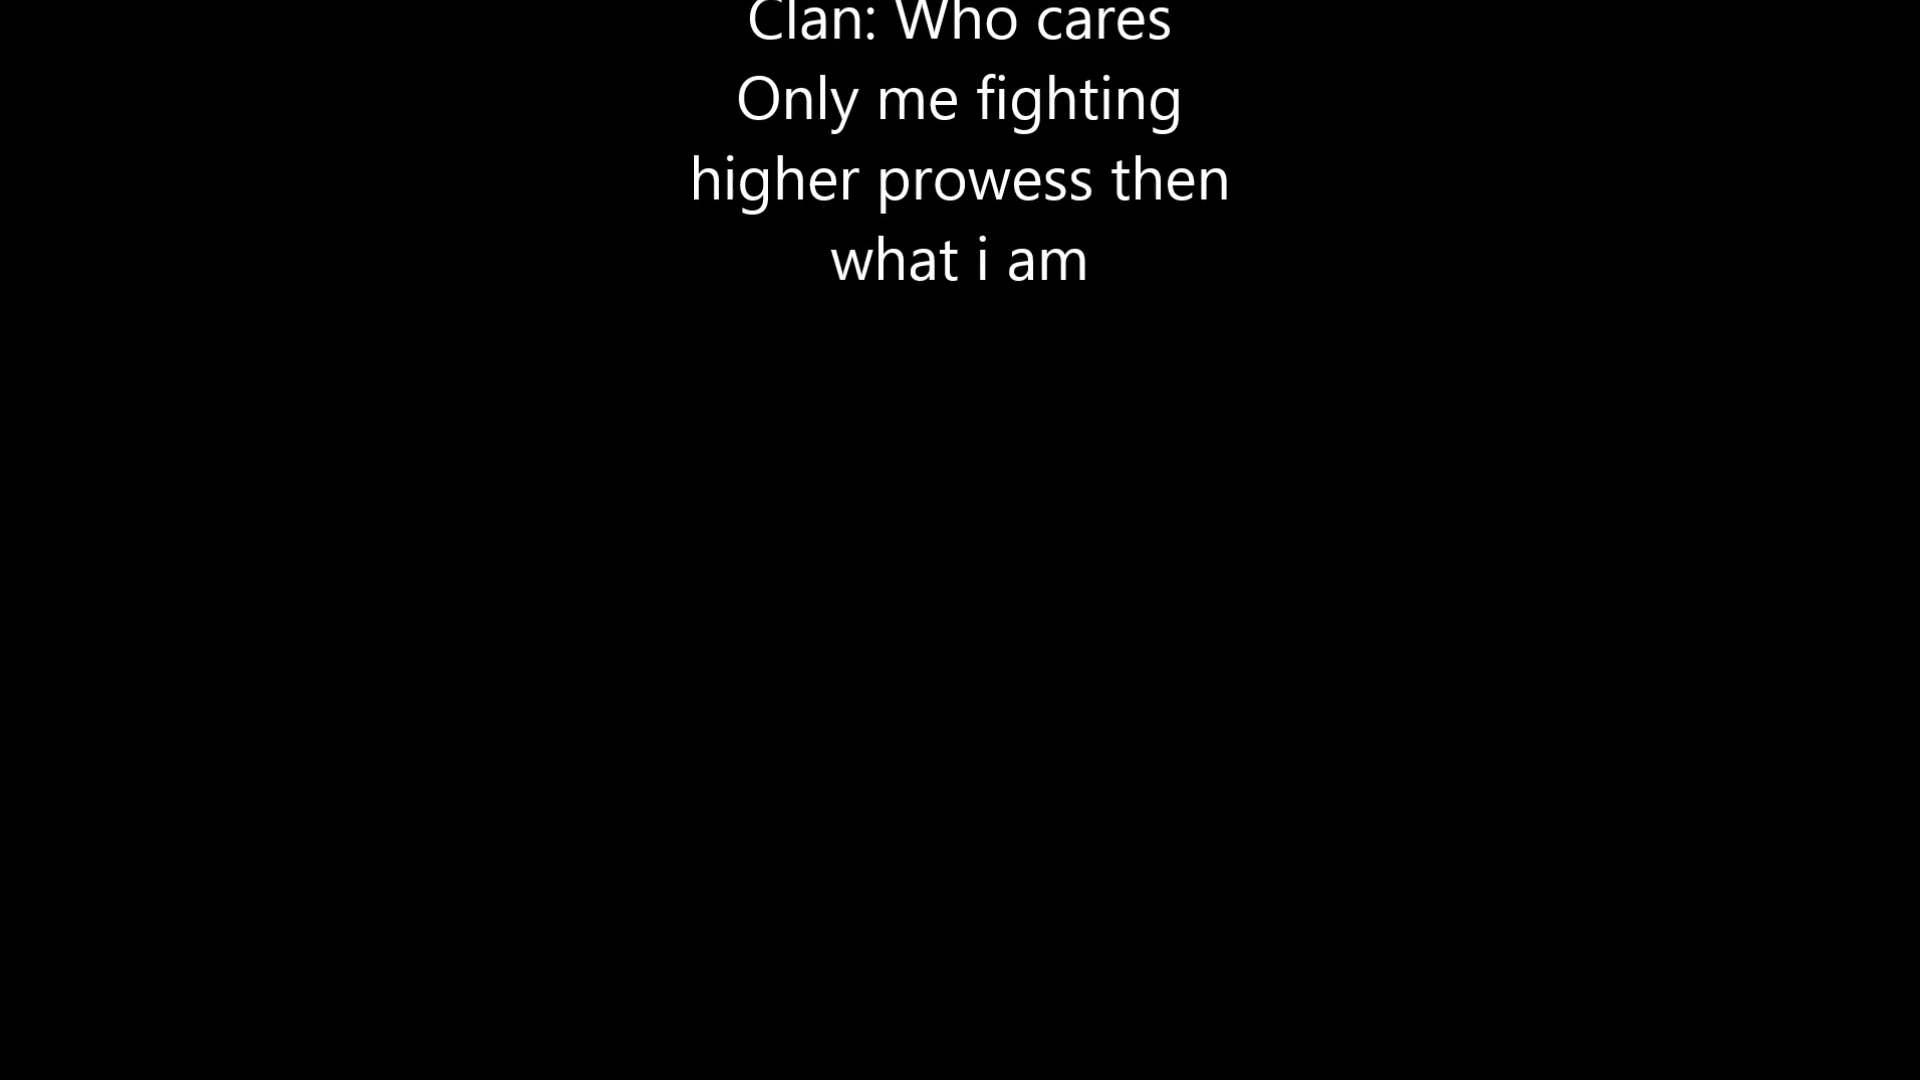 Clan: Who cares
Only me fighting
higher prowess then
what i am